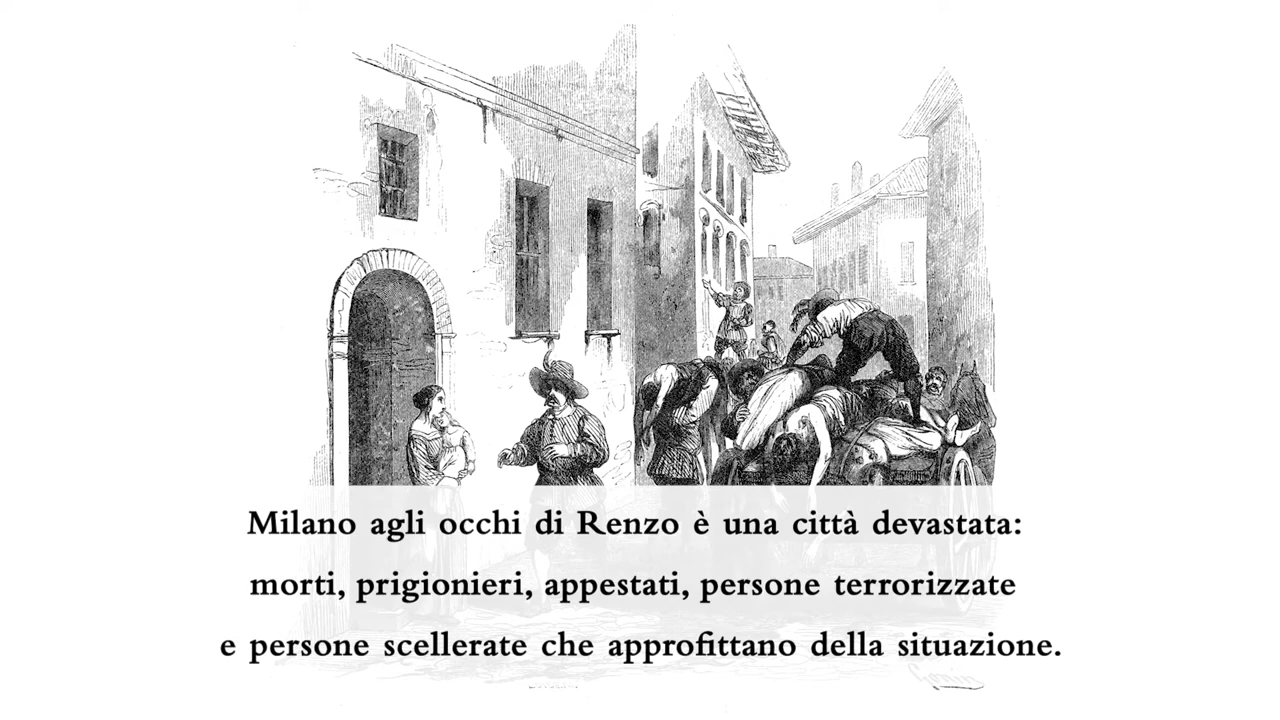 Milano agli occhi di Renzo è una città devastata:
morti, prigionieri, appestati, persone terrorizzate
e persone scellerate che approfittano della situazione.